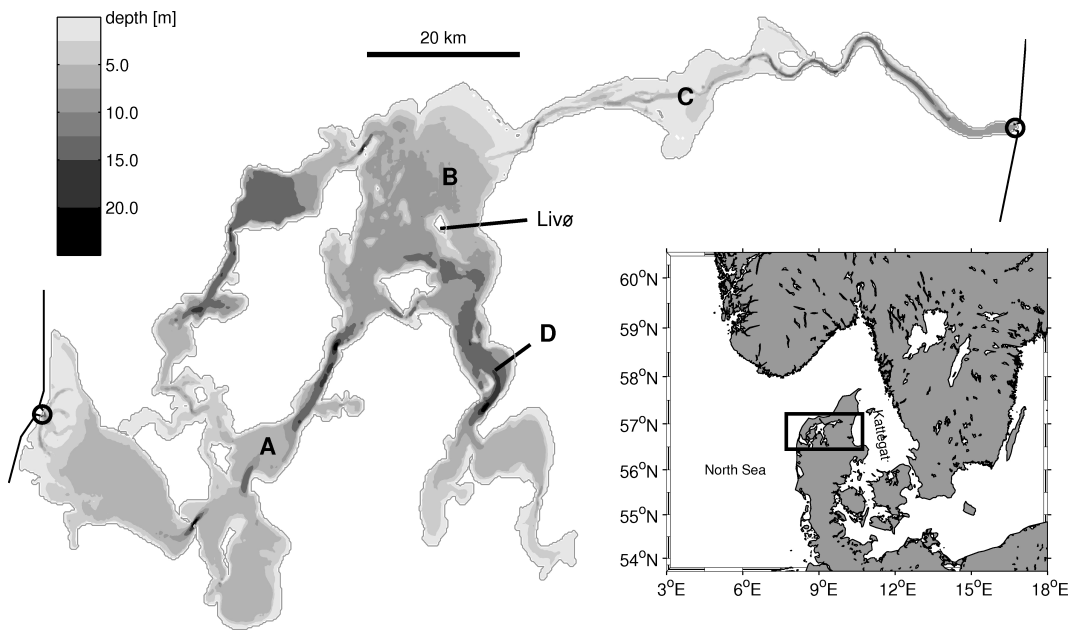 depth [m]
5.0
10.0
15.0
20.0
20 km
C
B
Livø
D
A
60°N
59°N
58°N
57°N
56°N
55°N
54°N
Kattegat
North Sea
3°E
6°E
9°E
12°E
15°E
18°E